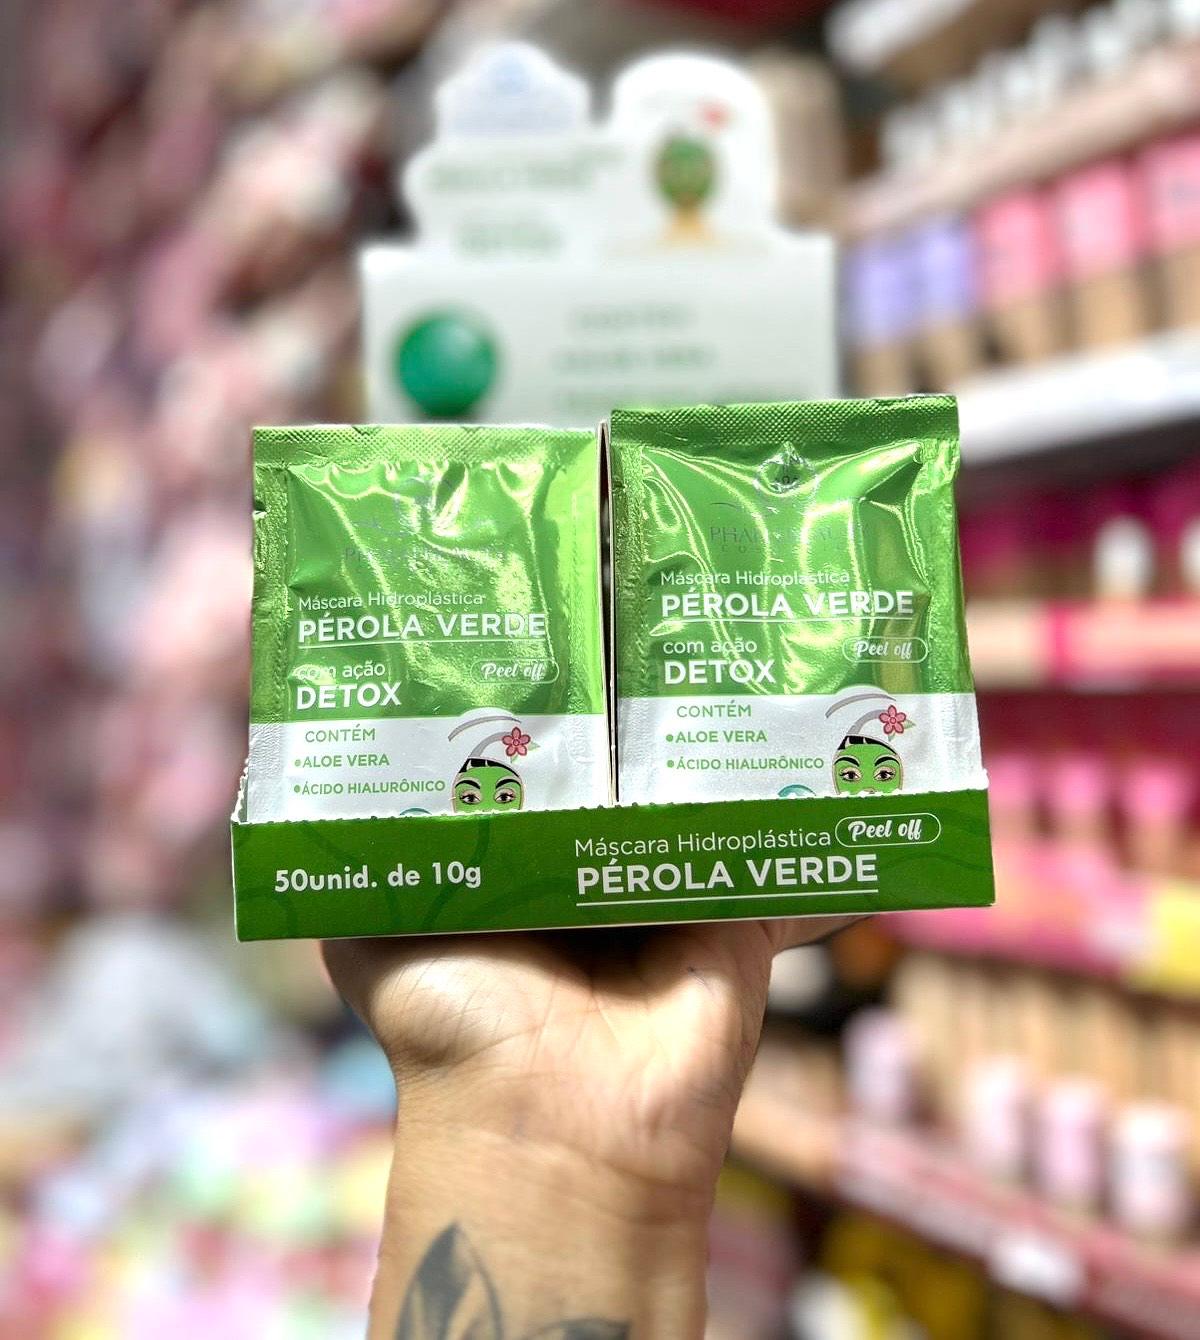 Máscara Hidroplástica
PÉROLA VERDE
com ação
Peel off
DETOX
CONTÉM
•ALOE VERA
•ÁCIDO HIALURÔNICO
Máscara Hidroplástica
PÉROLA VERDE
com ação
Peel off
DETOX
CONTÉM
•ALOE VERA
•ÁCIDO HIALURÔNICO
50unid. de 10g
Máscara Hidroplástica Peel off
PÉROLA VERDE